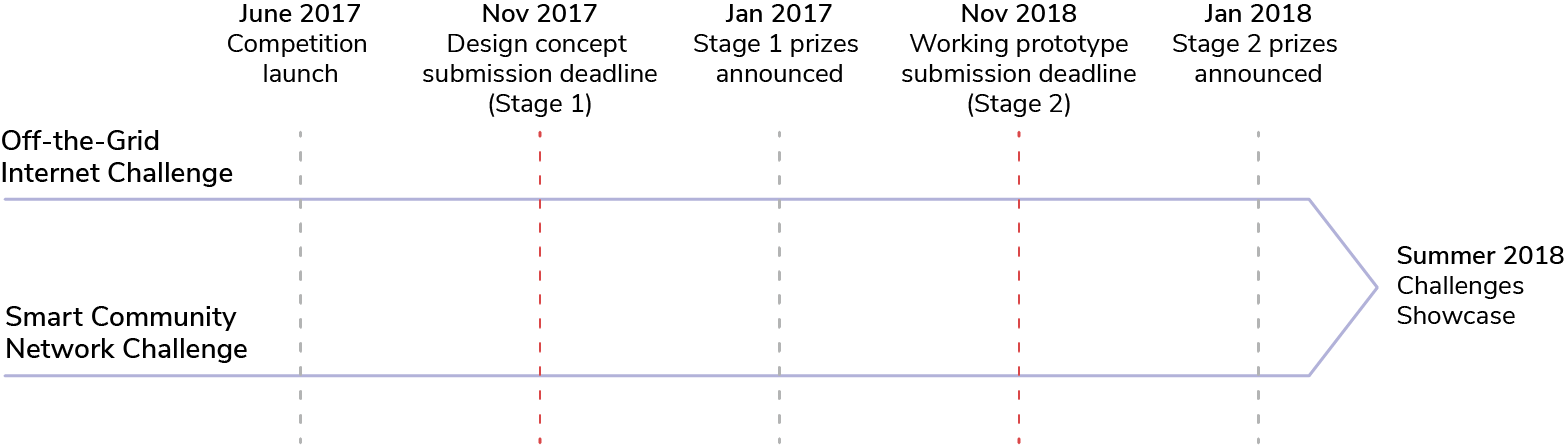 June 2017
Competition
launch
Nov 2017
Design concept
submission deadline
(Stage 1)
Jan 2017
Stage 1 prizes
announced
Nov 2018
Working prototype
submission deadline
(Stage 2)
Jan 2018
Stage 2 prizes
announced
Off-the-Grid
Internet Challenge
Smart Community
Network Challenge
Summer 2018
Challenges
Showcase